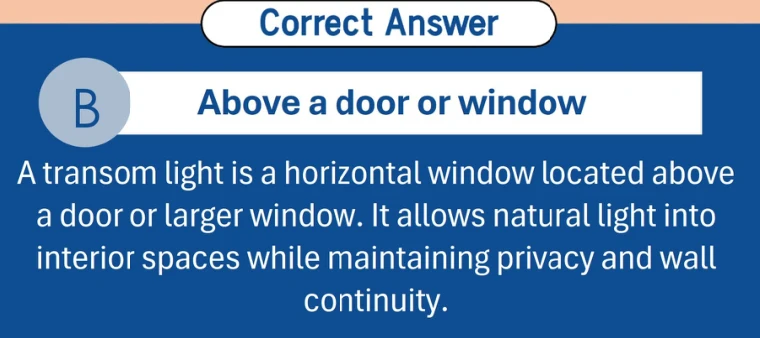 Correct Answer
B
Above a door or window
A transom light is a horizontal window located above
a door or larger window. It allows natural light into
interior spaces while maintaining privacy and wall
continuity.